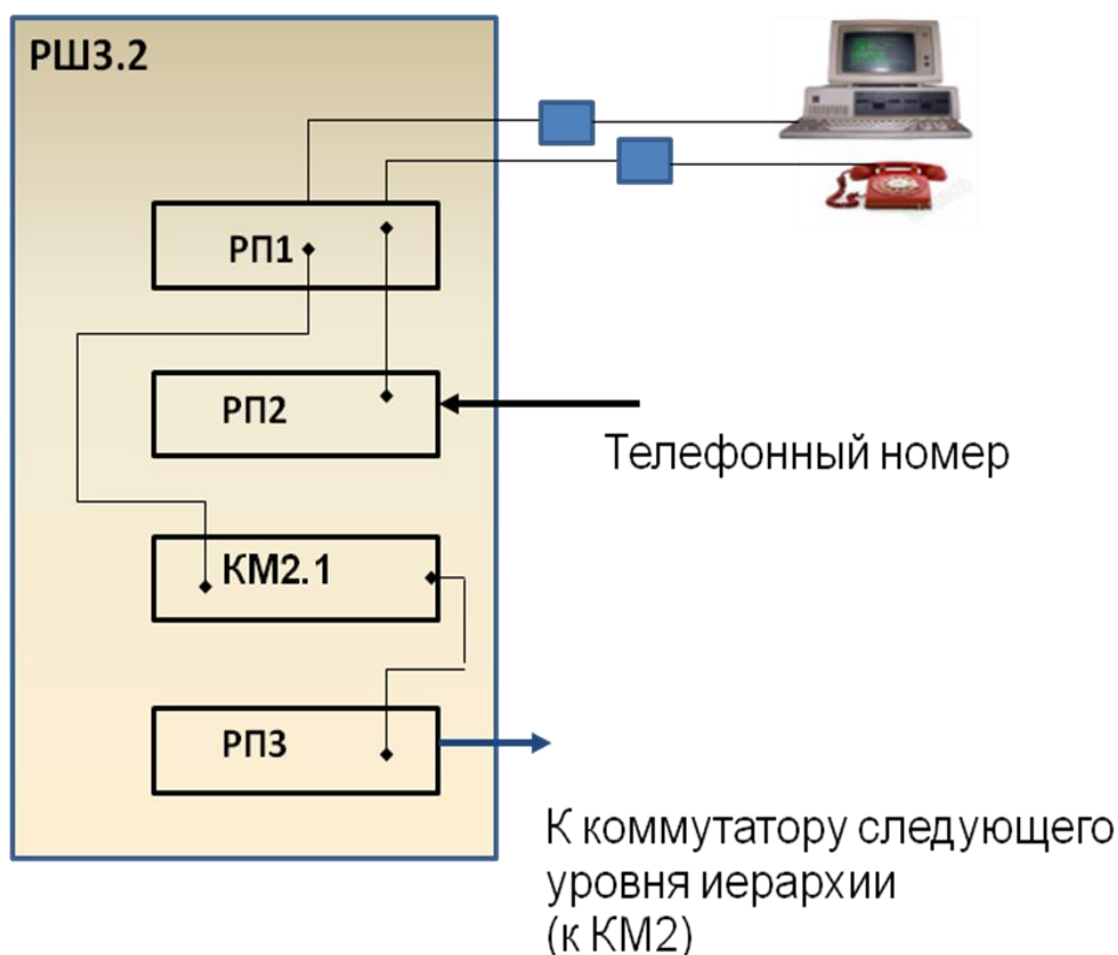 РШ3.2
РП1
РП2
Телефонный номер
КМ2.1
РП3
К коммутатору следующего
уровня иерархии
(к КМ2)